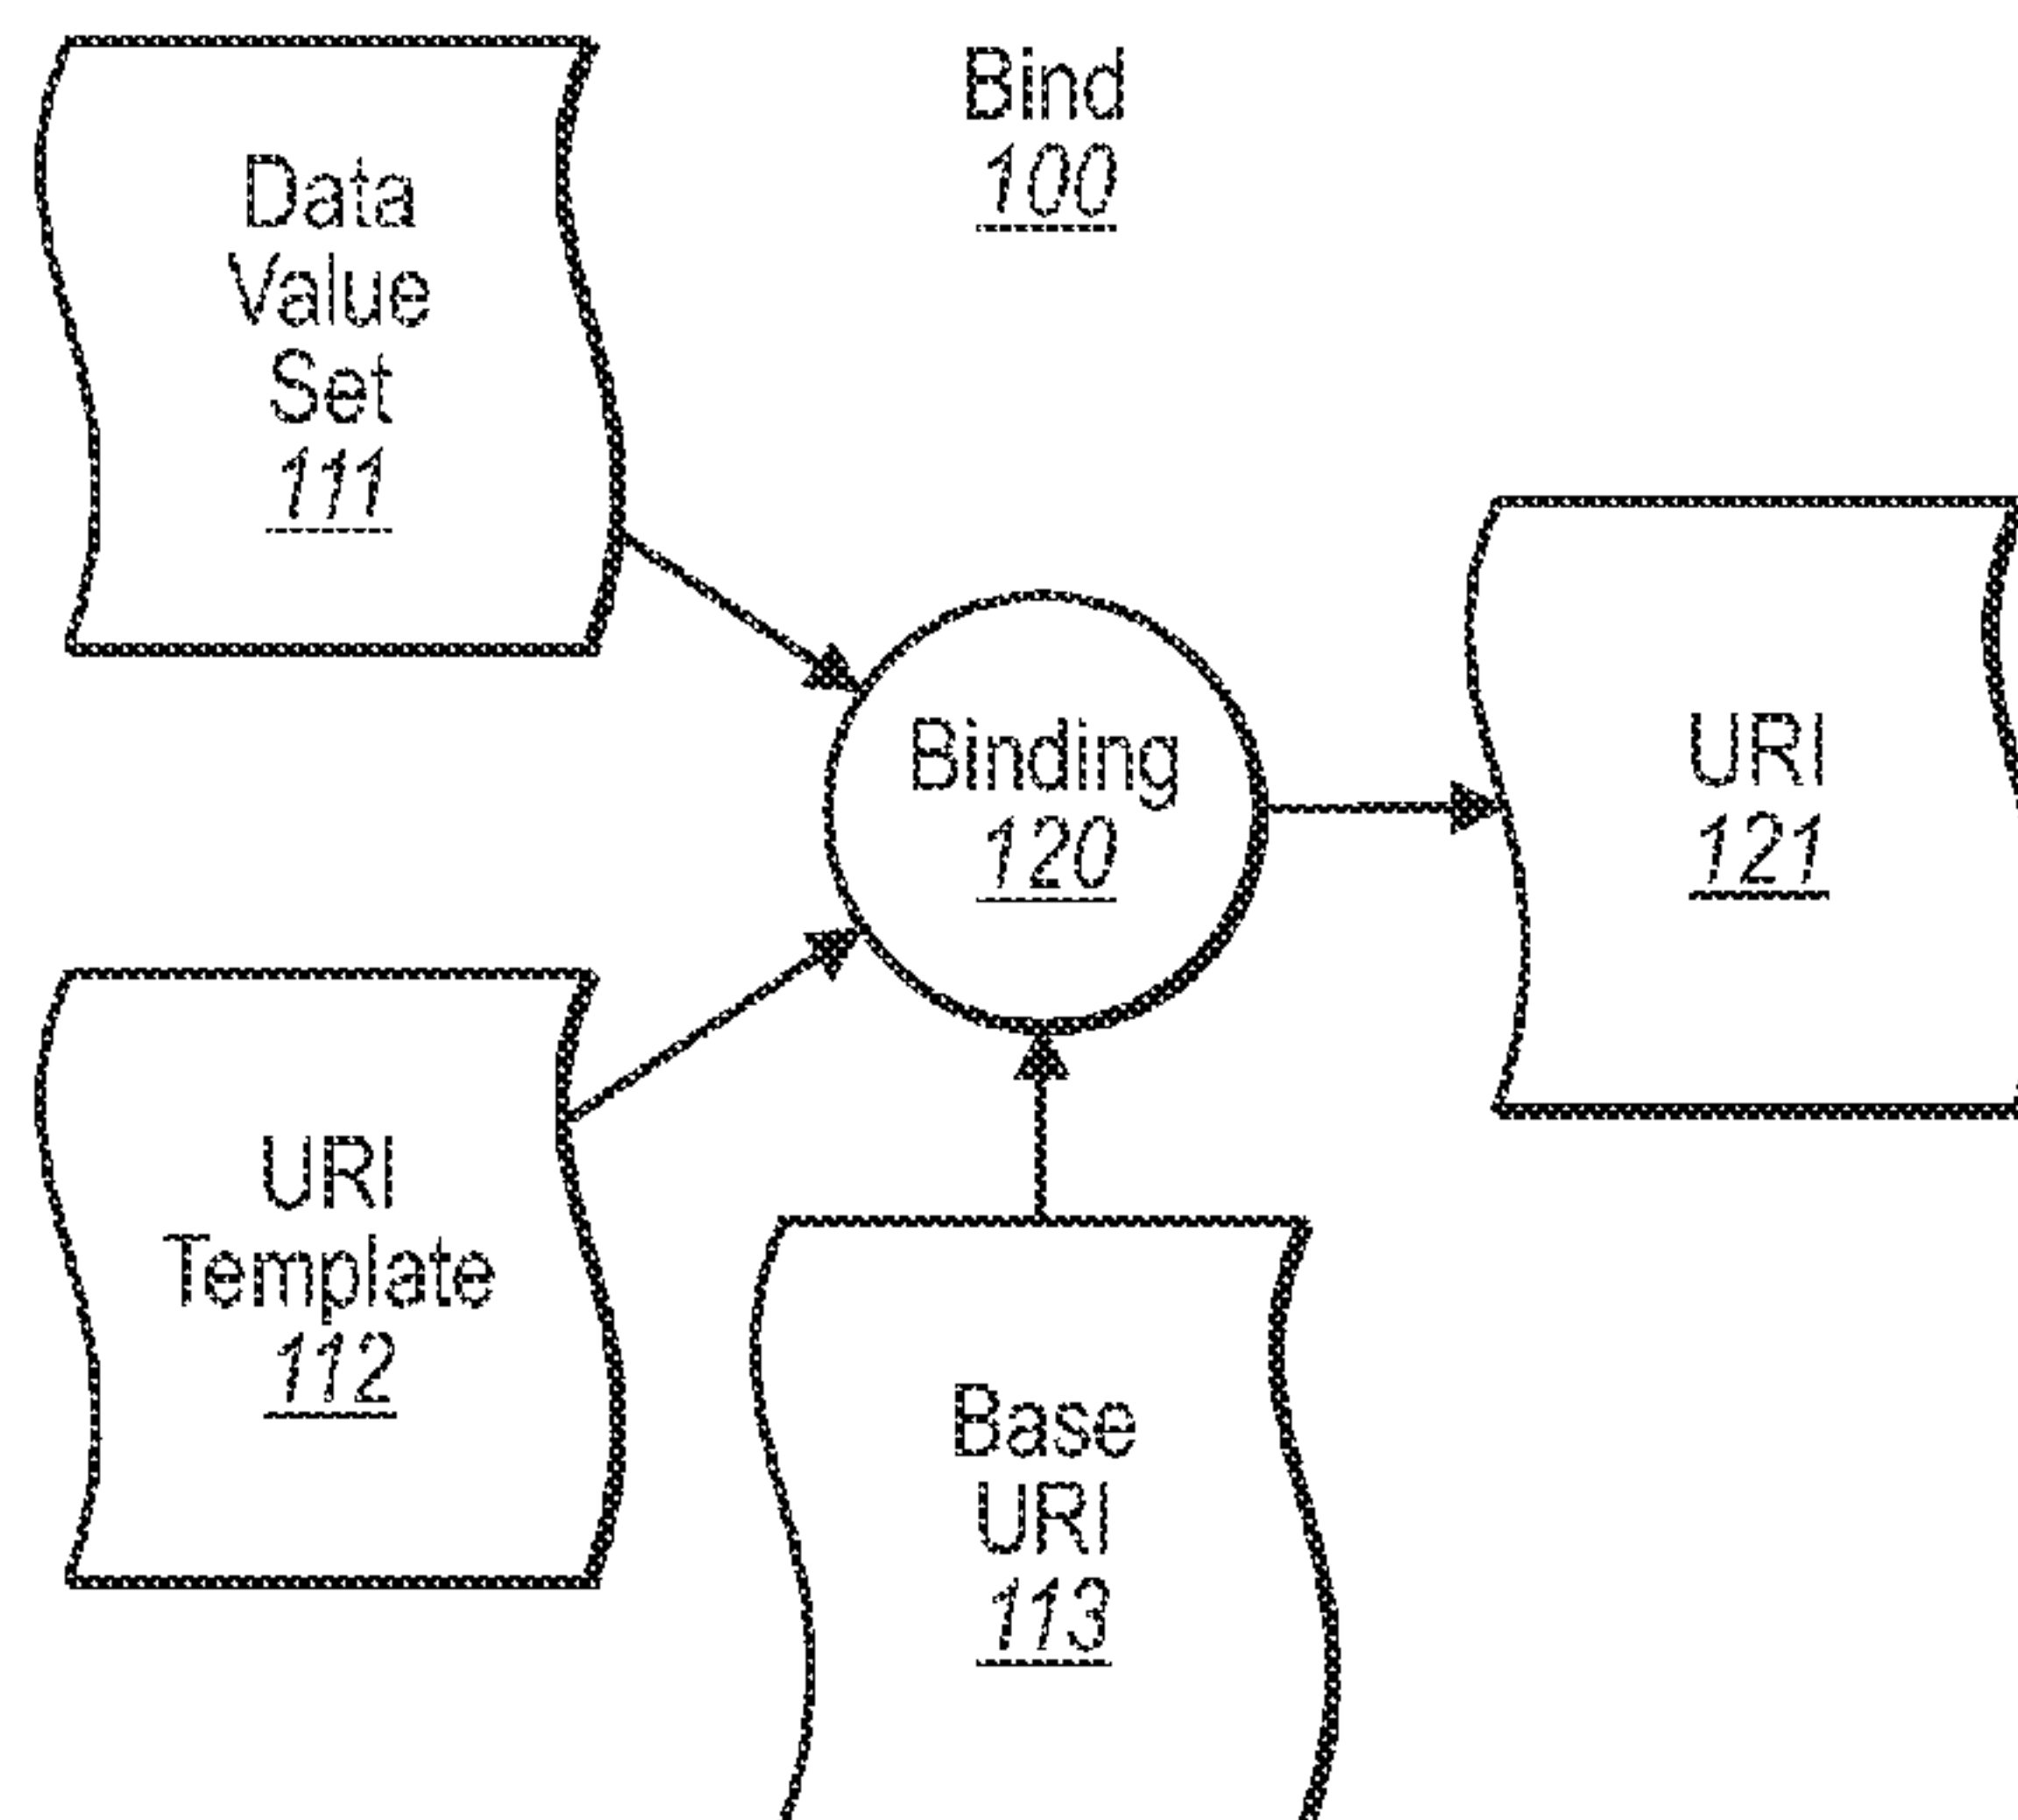 Bind
100
Data
Value
Set
111
Binding
120
URI
121
URI
Template
112
Base
URI
113